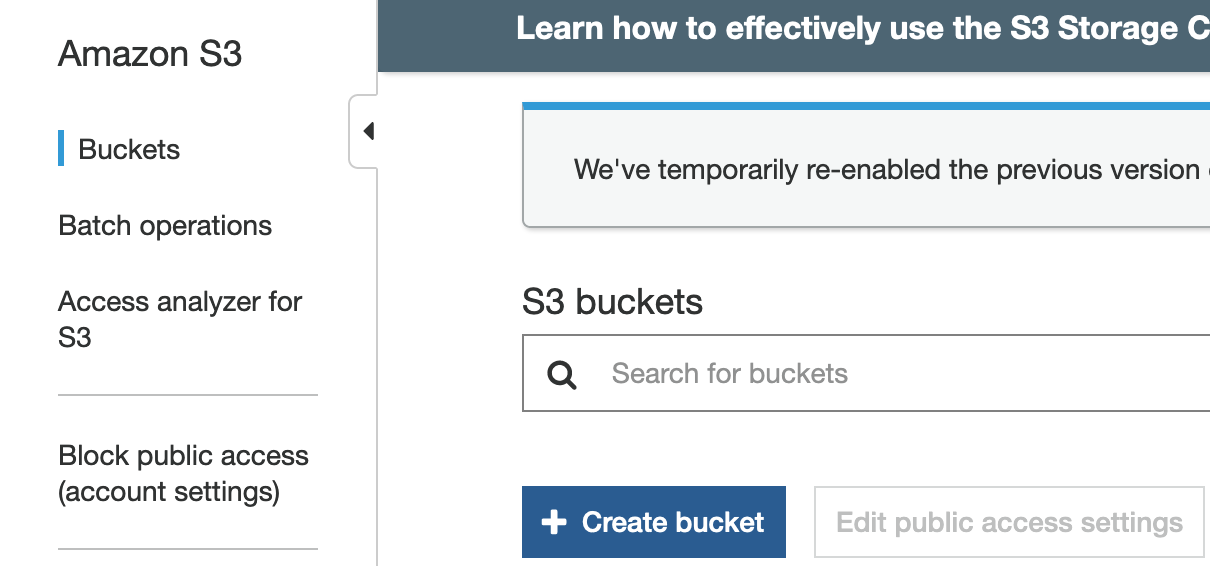 Amazon S3
Buckets
Batch operations
Access analyzer for
S3
Block public access
(account settings)
Learn how to effectively use the S3 Storage C
We've temporarily re-enabled the previous version
S3 buckets
Search for buckets
Create bucket
Edit public access settings